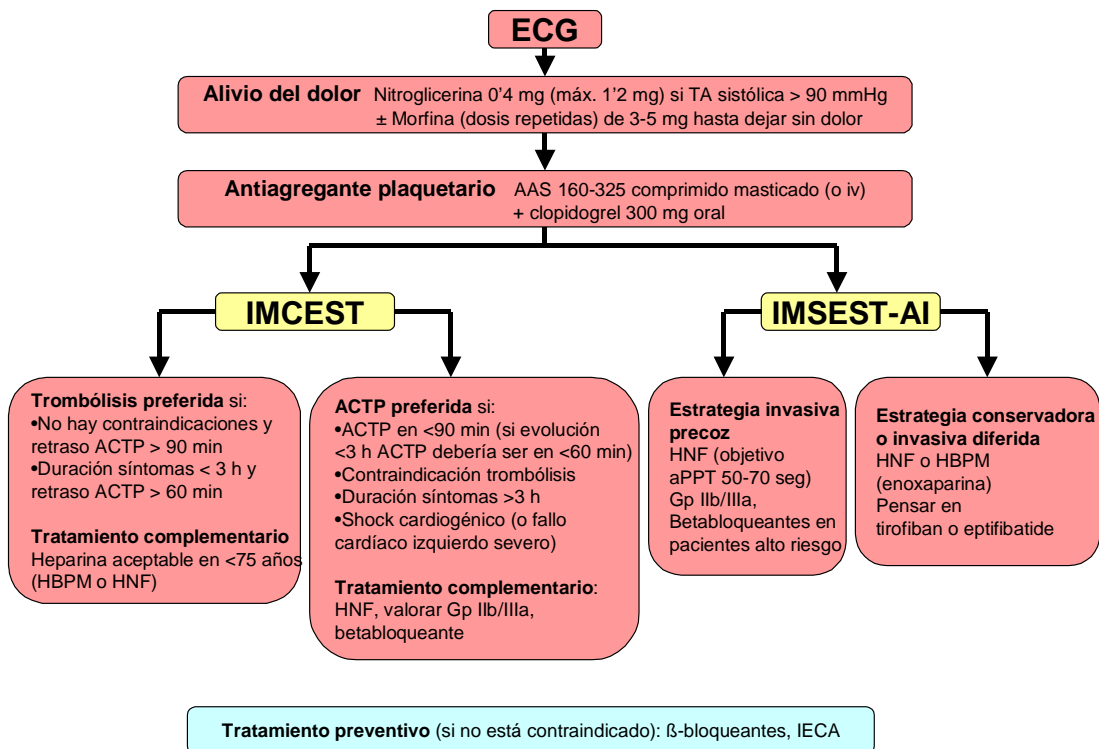 ECG
Alivio del dolor Nitroglicerina 0'4 mg (máx. 1'2 mg) si TA sistólica > 90 mmHg
± Morfina (dosis repetidas) de 3-5 mg hasta dejar sin dolor
Antiagregante plaquetario AAS 160-325 comprimido masticado (o iv)
+ clopidogrel 300 mg oral
IMCEST
IMSEST-AI
Trombólisis preferida si:
•No hay contraindicaciones y
retraso ACTP > 90 min
•Duración síntomas < 3 h y
retraso ACTP > 60 min
Tratamiento complementario
Heparina aceptable en <75 años
(HBPM o HNF)
ACTP preferida si:
•ACTP en <90 min (si evolución
<3 h ACTP debería ser en <60 min)
•Contraindicación trombólisis
•Duración síntomas >3 h
•Shock cardiogénico (o fallo
cardíaco izquierdo severo)
Tratamiento complementario:
HNF, valorar Gp IIb/IIIa,
betabloqueante
Estrategia invasiva
precoz
HNF (objetivo
aPPT 50-70 seg)
Gp IIb/IIIa,
Betabloqueantes en
pacientes alto riesgo
Estrategia conservadora
o invasiva diferida
HNF o HBPM
(enoxaparina)
Pensar en
tirofiban o eptifibatide
Tratamiento preventivo (si no está contraindicado): ß-bloqueantes, IECA